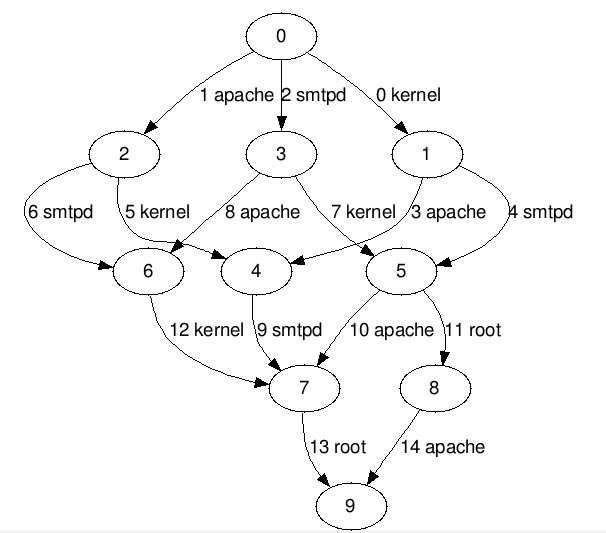 0
1 apache 2 smtpd 0 kernel
2 3 1
6 smtpd 5 kernel 8 apache 7 kernel 3 apache 4 smtpd
6 4 5
12 kernel 9 smtpd 10 apache 11 root
7 8
13 root 14 apache
9